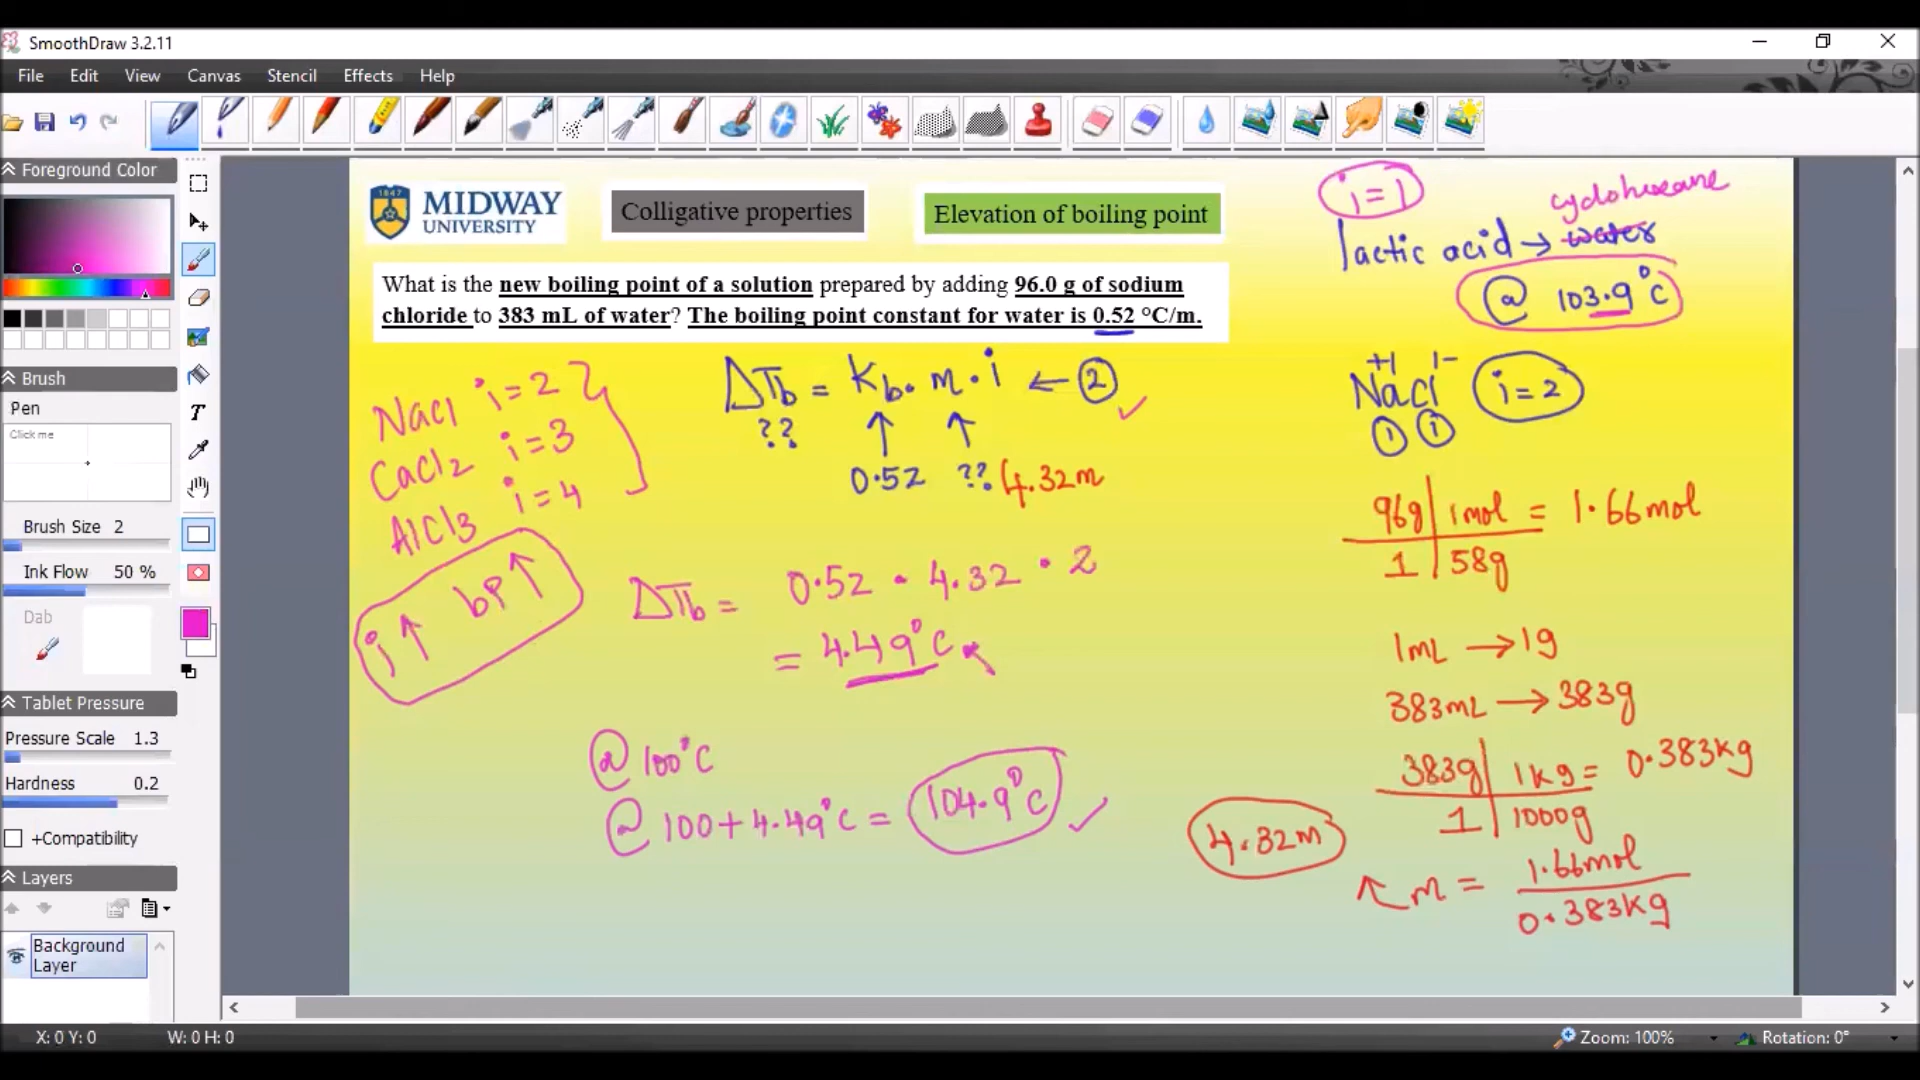 SmoothDraw 3.2.11
File Edit View Canvas Stencil Effects Help
Foreground Color
Brush
Pen
Click me
Brush Size 2
Ink Flow 50 %
Dab
Tablet Pressure
Pressure Scale 1.3
Hardness 0.2
+Compatibility
Layers
Background
Layer
1847
MIDWAY
UNIVERSITY
Colligative properties
Elevation of boiling point
What is the new boiling point of a solution prepared by adding 96.0 g of sodium
chloride to 383 mL of water? The boiling point constant for water is 0.52 °C/m.
i=1
cyclohexane
lactic acid → water
@ 103.9°C
NaCl i=2
CaCl2 i=3
AlCl3 i=4
i↑ bp↑
ΔTb = Kb · m · i ← 2
?? ↑ ↑
0.52 ?? 4.32m
ΔTb = 0.52 · 4.32 · 2
= 4.49°C
@ 100°C
@ 100+4.49°C = 104.9°C ✓
+1 1-
NaCl i=2
1 1
96g | 1mol = 1.66mol
1 | 58g
1mL → 1g
383mL → 383g
383g | 1kg = 0.383kg
1 | 1000g
4.32m
m = 1.66mol
0.383kg
X: 0 Y: 0 W: 0 H: 0 Zoom: 100% Rotation: 0°